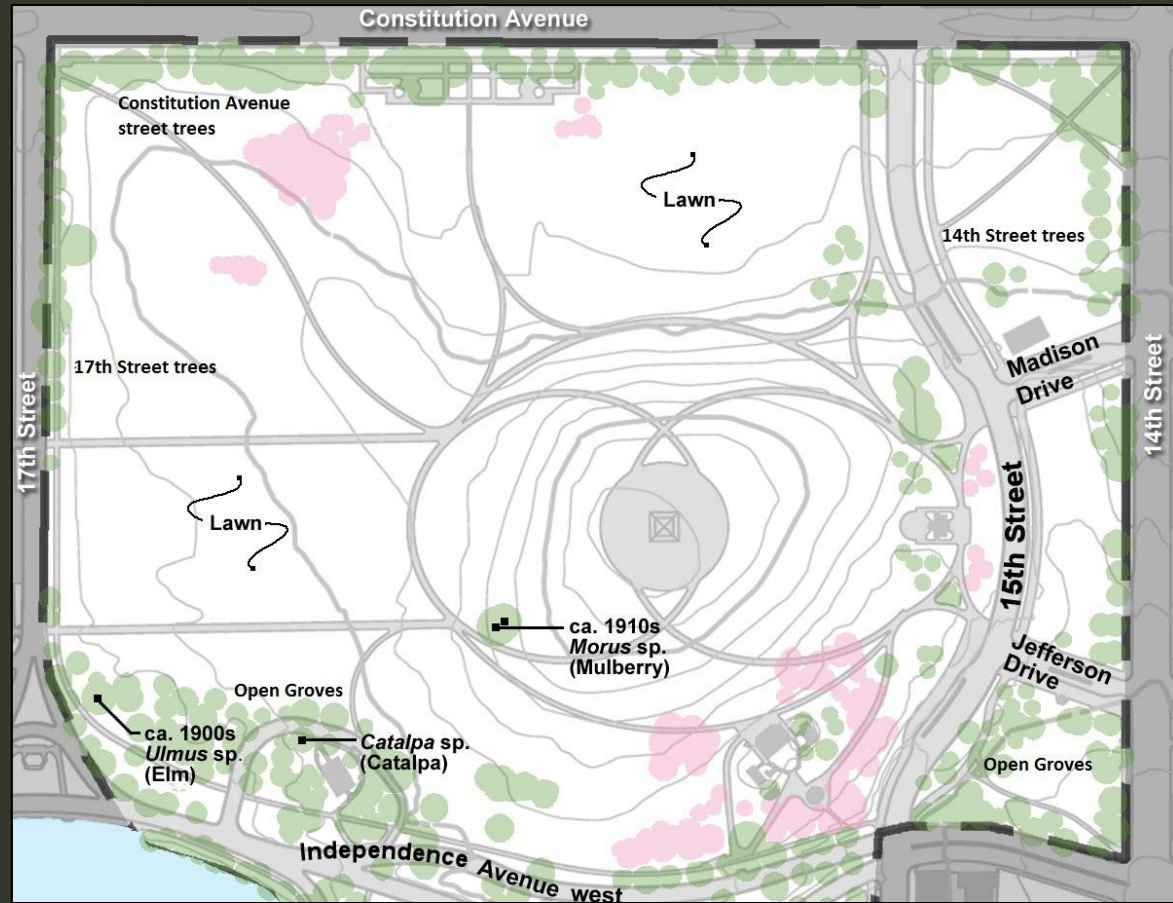 Constitution Avenue
Constitution Avenue
street trees
Lawn
14th Street trees
17th Street trees
Madison
Drive
17th Street
14th Street
Lawn
15th Street
ca. 1910s
Morus sp.
(Mulberry)
Jefferson
Drive
Open Groves
ca. 1900s
Ulmus sp.
(Elm)
Catalpa sp.
(Catalpa)
Open Groves
Independence Avenue west